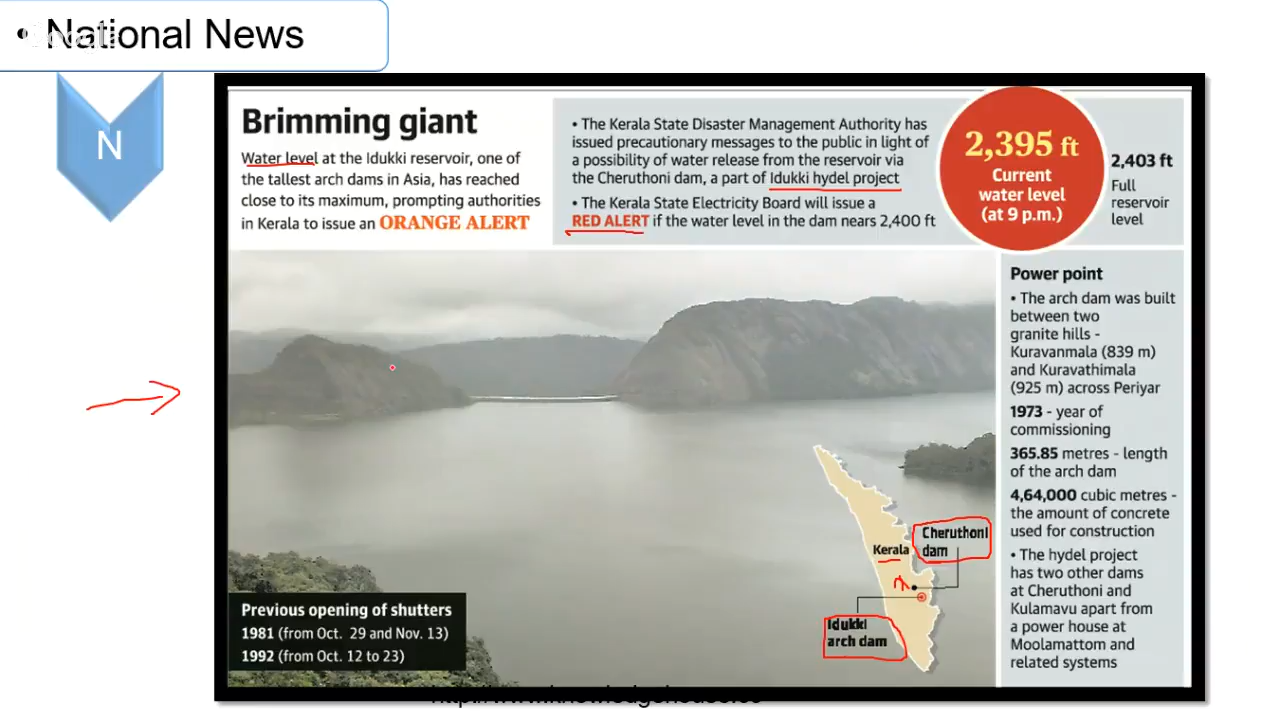 • National News
N
Brimming giant
Water level at the Idukki reservoir, one of
the tallest arch dams in Asia, has reached
close to its maximum, prompting authorities
in Kerala to issue an ORANGE ALERT
• The Kerala State Disaster Management Authority has
issued precautionary messages to the public in light of
a possibility of water release from the reservoir via
the Cheruthoni dam, a part of Idukki hydel project
• The Kerala State Electricity Board will issue a
RED ALERT if the water level in the dam nears 2,400 ft
2,395 ft
Current
water level
(at 9 p.m.)
2,403 ft
Full
reservoir
level
Power point
• The arch dam was built
between two
granite hills -
Kuravanmala (839 m)
and Kuravathimala
(925 m) across Periyar
1973 - year of
commissioning
365.85 metres - length
of the arch dam
4,64,000 cubic metres -
the amount of concrete
used for construction
• The hydel project
has two other dams
at Cheruthoni and
Kulamavu apart from
a power house at
Moolamattom and
related systems
Cheruthoni
dam
Kerala
Idukki
arch dam
Previous opening of shutters
1981 (from Oct. 29 and Nov. 13)
1992 (from Oct. 12 to 23)